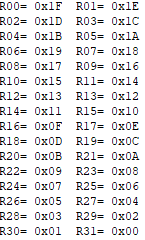 R00= 0x1F R01= 0x1E
R02= 0x1D R03= 0x1C
R04= 0x1B R05= 0x1A
R06= 0x19 R07= 0x18
R08= 0x17 R09= 0x16
R10= 0x15 R11= 0x14
R12= 0x13 R13= 0x12
R14= 0x11 R15= 0x10
R16= 0x0F R17= 0x0E
R18= 0x0D R19= 0x0C
R20= 0x0B R21= 0x0A
R22= 0x09 R23= 0x08
R24= 0x07 R25= 0x06
R26= 0x05 R27= 0x04
R28= 0x03 R29= 0x02
R30= 0x01 R31= 0x00